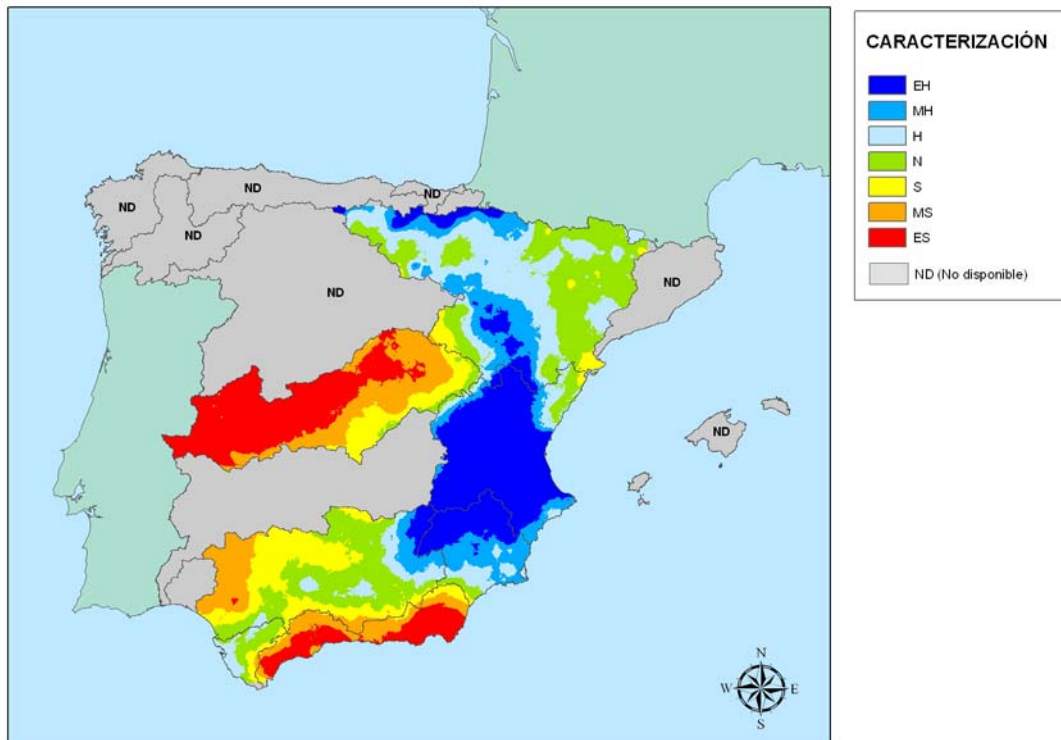 CARACTERIZACIÓN
EH
MH
H
N
S
MS
ES
ND (No disponible)
ND
ND
ND
ND
ND
ND
ND
N
W E
S